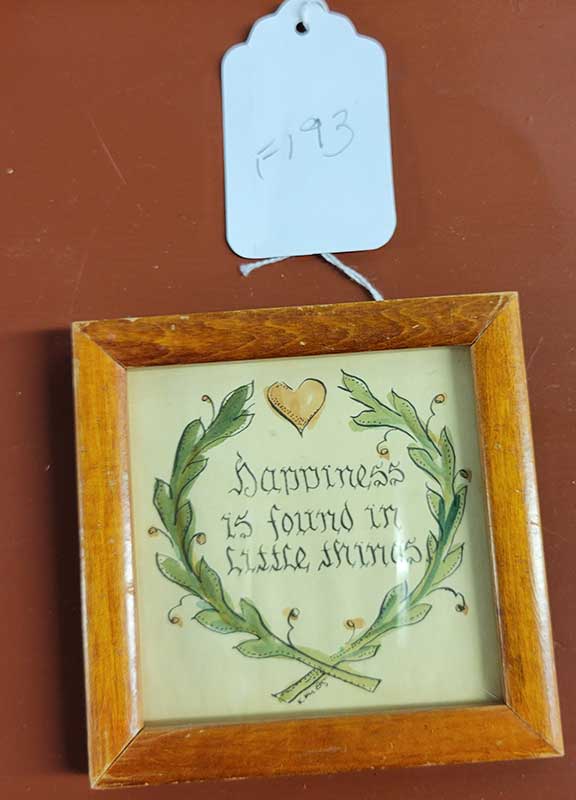 F193
Happiness
is found in
little things!